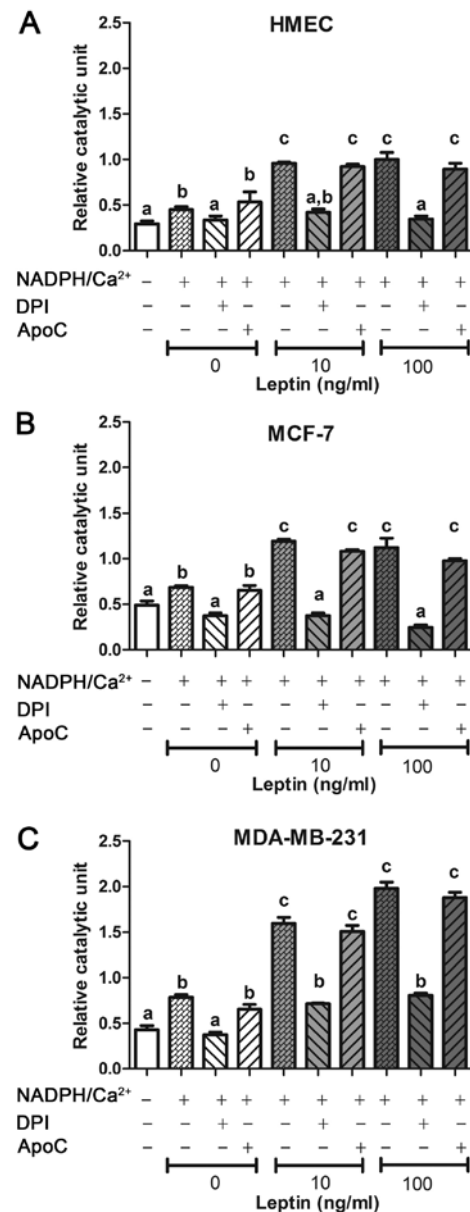 A
HMEC
Relative catalytic unit
2.5
2.0
1.5
1.0
0.5
0.0
a
b
a
b
c
a,b
c
c
a
c
NADPH/Ca²⁺ – + + + + + + + + +
DPI – – + – – + – – + –
ApoC – – – + – – + – – +
0 10 100
Leptin (ng/ml)
B
MCF-7
Relative catalytic unit
2.5
2.0
1.5
1.0
0.5
0.0
a
b
a
b
c
a
c
c
a
c
NADPH/Ca²⁺ – + + + + + + + + +
DPI – – + – – + – – + –
ApoC – – – + – – + – – +
0 10 100
Leptin (ng/ml)
C
MDA-MB-231
Relative catalytic unit
2.5
2.0
1.5
1.0
0.5
0.0
a
b
a
b
c
b
c
c
b
c
NADPH/Ca²⁺ – + + + + + + + + +
DPI – – + – – + – – + –
ApoC – – – + – – + – – +
0 10 100
Leptin (ng/ml)